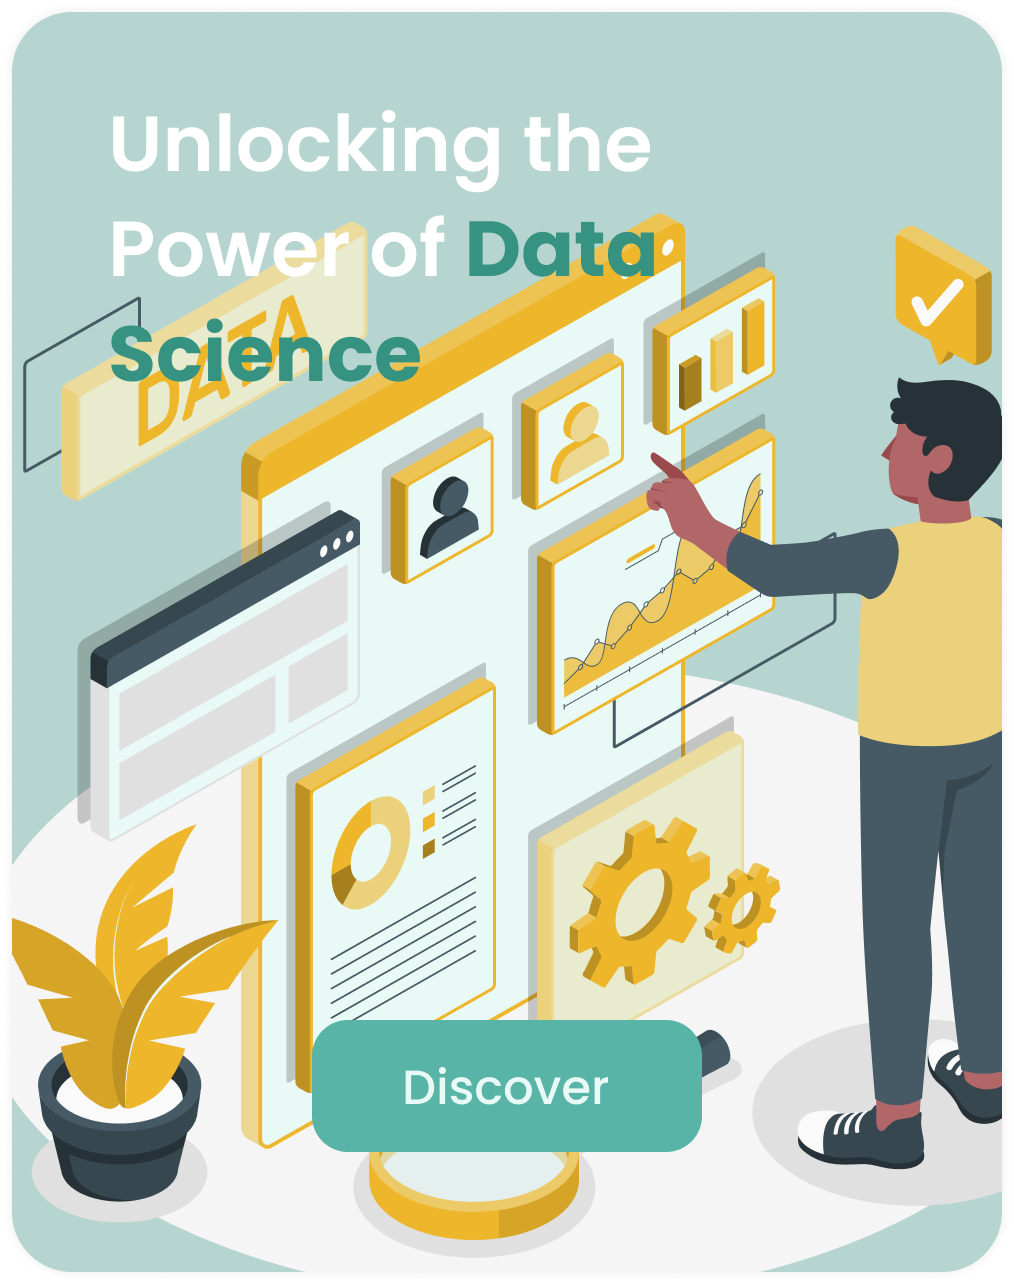 Unlocking the
Power of Data
Science
DATA
Discover